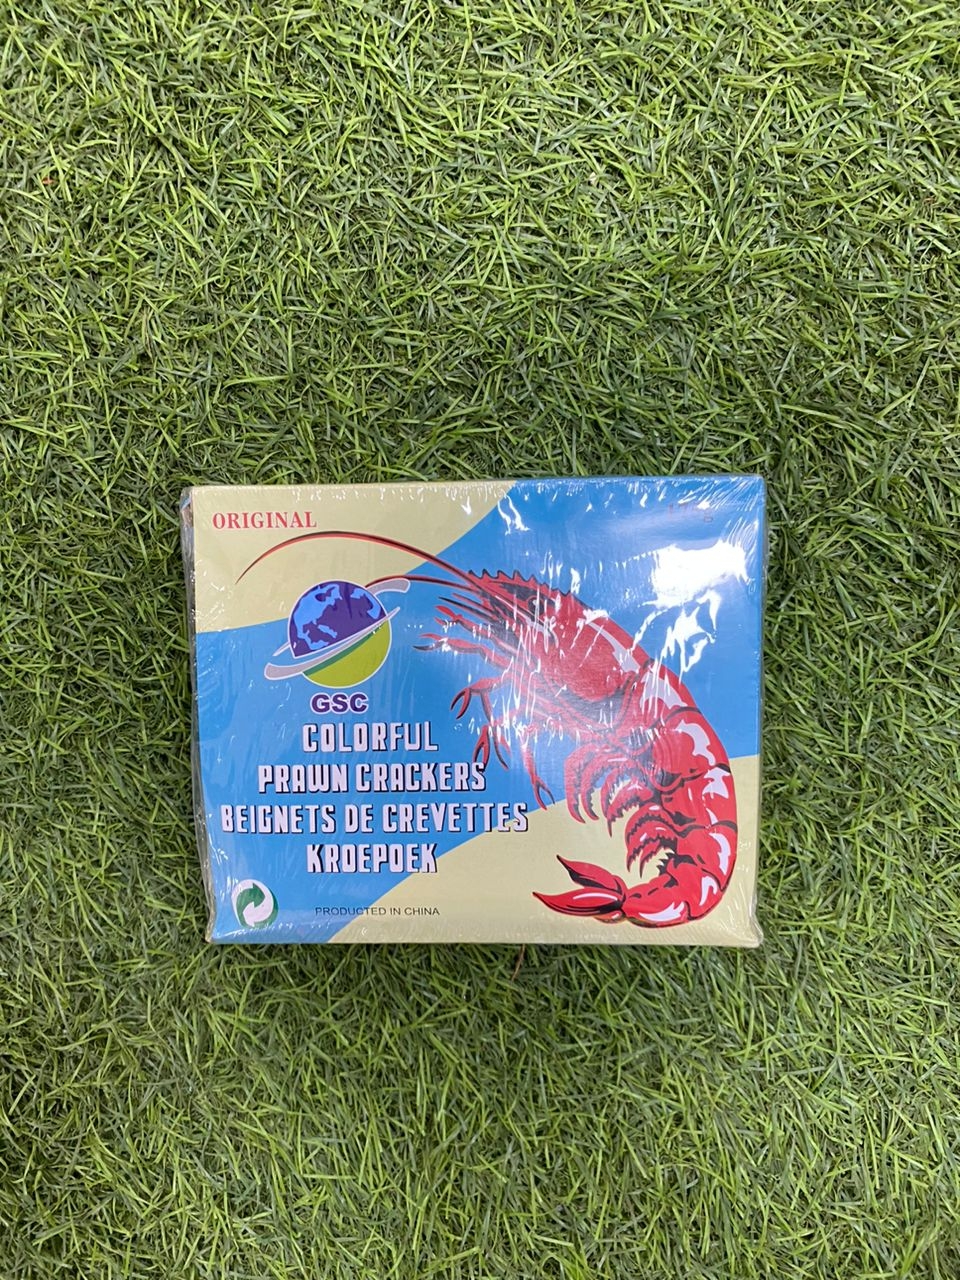 ORIGINAL
GSC
COLORFUL
PRAWN CRACKERS
BEIGNETS DE CREVETTES
KROEPOEK
PRODUCTED IN CHINA